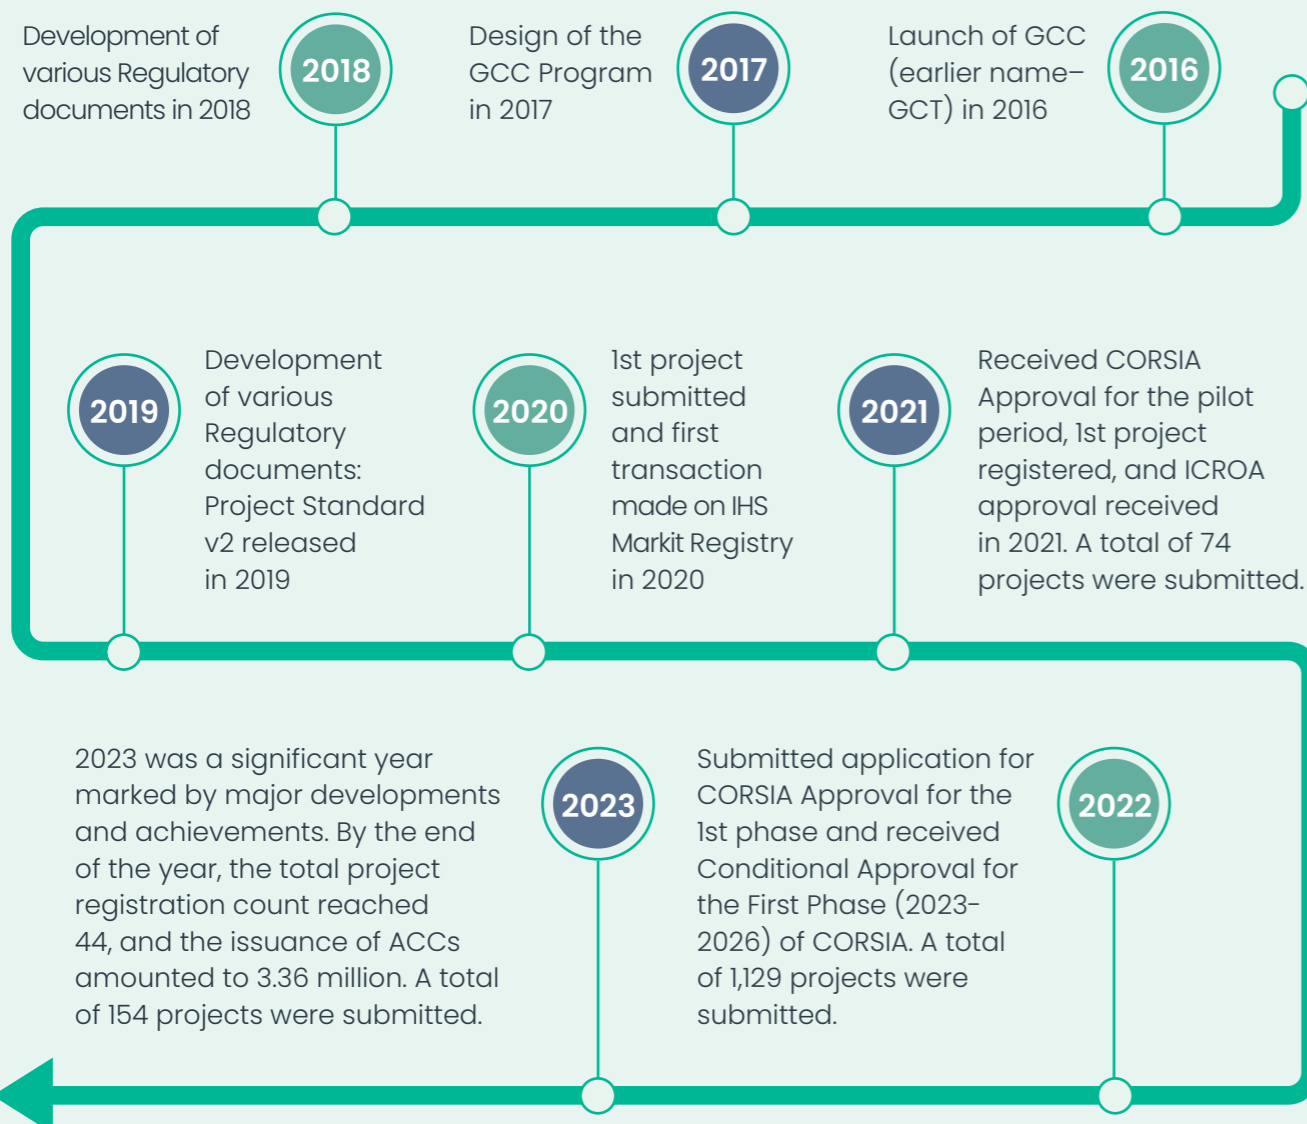 Launch of GCC
(earlier name–
GCT) in 2016
2016
Design of the
GCC Program
in 2017
2017
Development of
various Regulatory
documents in 2018
2018
2019
Development
of various
Regulatory
documents:
Project Standard
v2 released
in 2019
2020
1st project
submitted
and first
transaction
made on IHS
Markit Registry
in 2020
2021
Received CORSIA
Approval for the pilot
period, 1st project
registered, and ICROA
approval received
in 2021. A total of 74
projects were submitted.
2022
Submitted application for
CORSIA Approval for the
1st phase and received
Conditional Approval for
the First Phase (2023-
2026) of CORSIA. A total
of 1,129 projects were
submitted.
2023
2023 was a significant year
marked by major developments
and achievements. By the end
of the year, the total project
registration count reached
44, and the issuance of ACCs
amounted to 3.36 million. A total
of 154 projects were submitted.